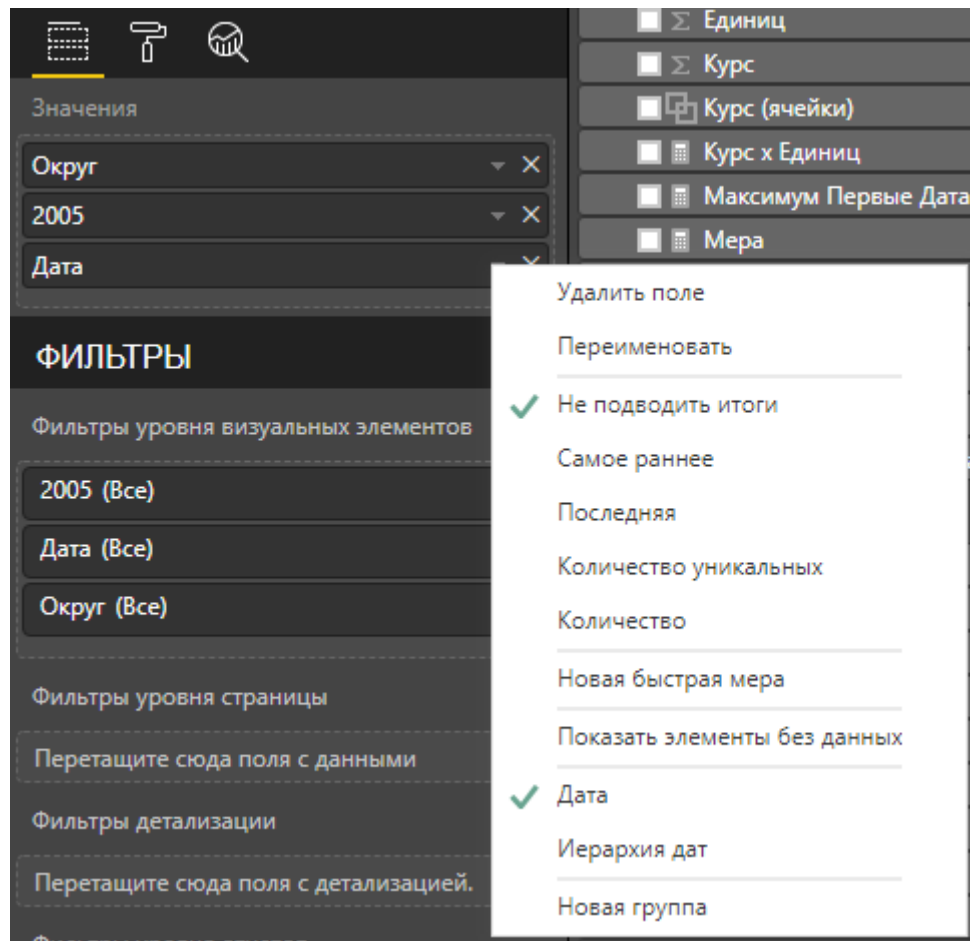 Значения
Округ
2005
Дата
ФИЛЬТРЫ
Фильтры уровня визуальных элементов
2005 (Все)
Дата (Все)
Округ (Все)
Фильтры уровня страницы
Перетащите сюда поля с данными
Фильтры детализации
Перетащите сюда поля с детализацией.
Единиц
Курс
Курс (ячейки)
Курс x Единиц
Максимум Первые Дата
Мера
Удалить поле
Переименовать
Не подводить итоги
Самое раннее
Последняя
Количество уникальных
Количество
Новая быстрая мера
Показать элементы без данных
Дата
Иерархия дат
Новая группа